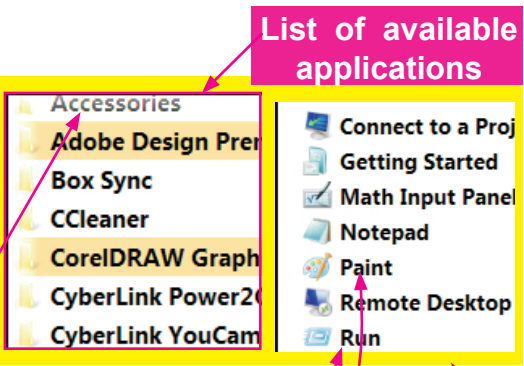 List of available
applications
Accessories
Adobe Design Prer
Box Sync
CCleaner
CorelDRAW Graph
CyberLink Power2
CyberLink YouCam
Connect to a Proj
Getting Started
Math Input Panel
Notepad
Paint
Remote Desktop
Run